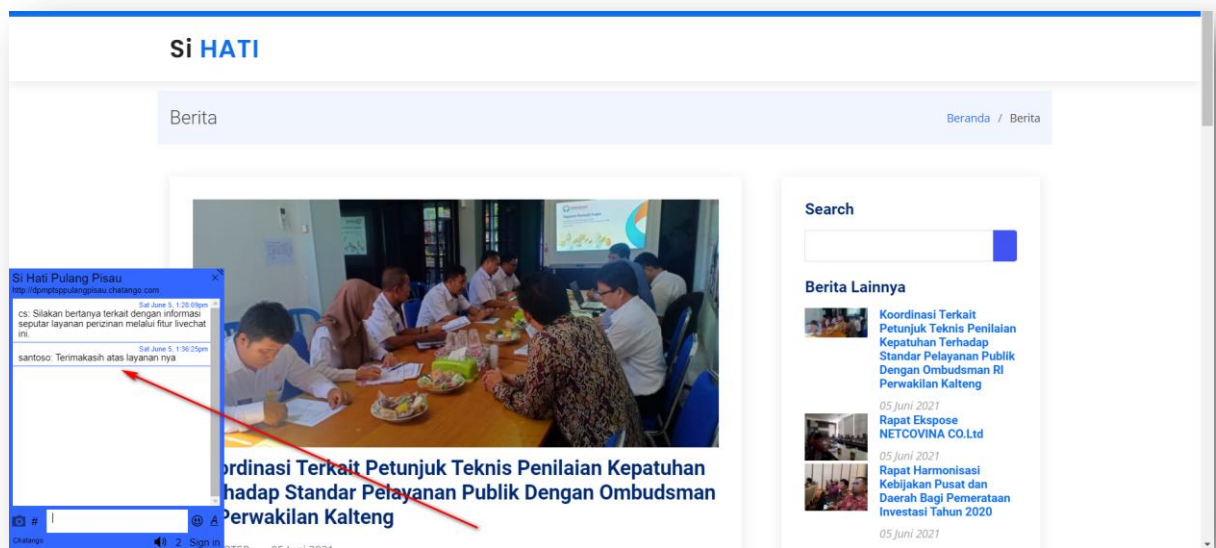 Si HATI
Berita
Beranda / Berita
Si Hati Pulang Pisau
http://dpmptsppulangpisau.chatango.com
Sat June 5, 1:28:09pm
cs: Silakan bertanya terkait dengan informasi
seputar layanan perizinan melalui fitur livechat
ini.
Sat June 5, 1:36:25pm
santoso: Terimakasih atas layanan nya
#
A
Chatango
2 Sign in
ordinasi Terkait Petunjuk Teknis Penilaian Kepatuhan
hadap Standar Pelayanan Publik Dengan Ombudsman
Perwakilan Kalteng
05 Juni 2021
Search
Berita Lainnya
Koordinasi Terkait
Petunjuk Teknis Penilaian
Kepatuhan Terhadap
Standar Pelayanan Publik
Dengan Ombudsman RI
Perwakilan Kalteng
05 Juni 2021
Rapat Ekspose
NETCOVINA CO.Ltd
05 Juni 2021
Rapat Harmonisasi
Kebijakan Pusat dan
Daerah Bagi Pemerataan
Investasi Tahun 2020
05 Juni 2021